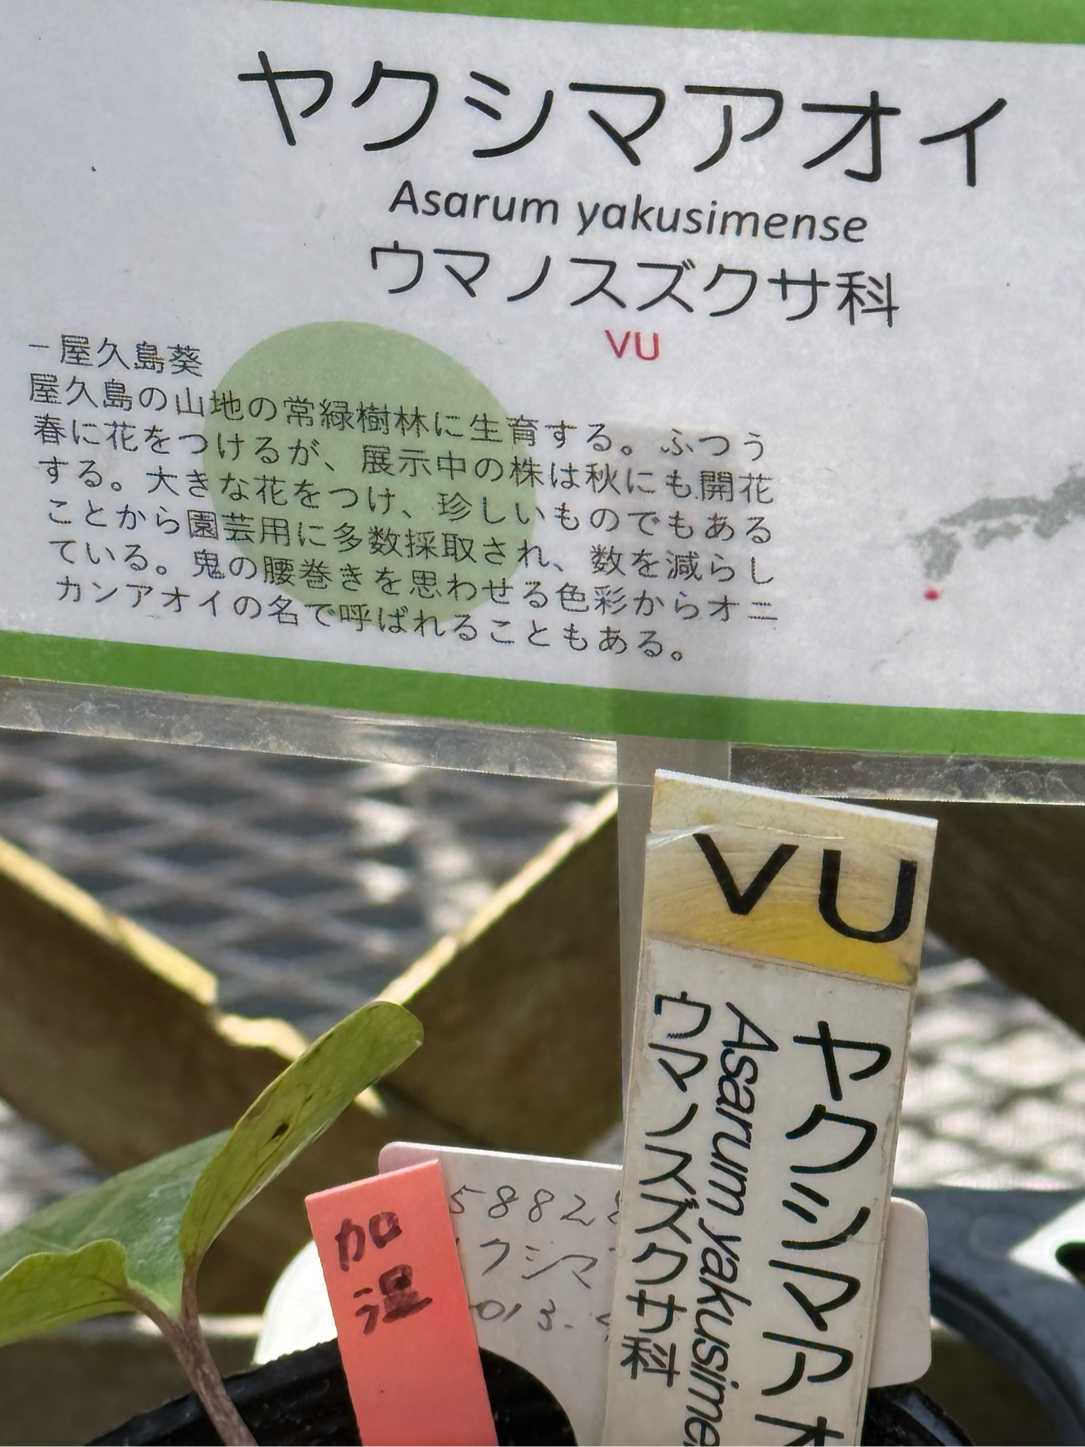 ヤクシマアオイ
Asarum yakusimense
ウマノスズクサ科
VU
－屋久島葵
屋久島の山地の常緑樹林に生育する。ふつう
春に花をつけるが、展示中の株は秋にも開花
する。大きな花をつけ、珍しいものでもある
ことから園芸用に多数採取され、数を減らし
ている。鬼の腰巻きを思わせる色彩からオニ
カンアオイの名で呼ばれることもある。
VU
ヤクシマアオ
Asarum yakusimen
ウマノスズクサ科
加
湿
58828
クシマ
013.